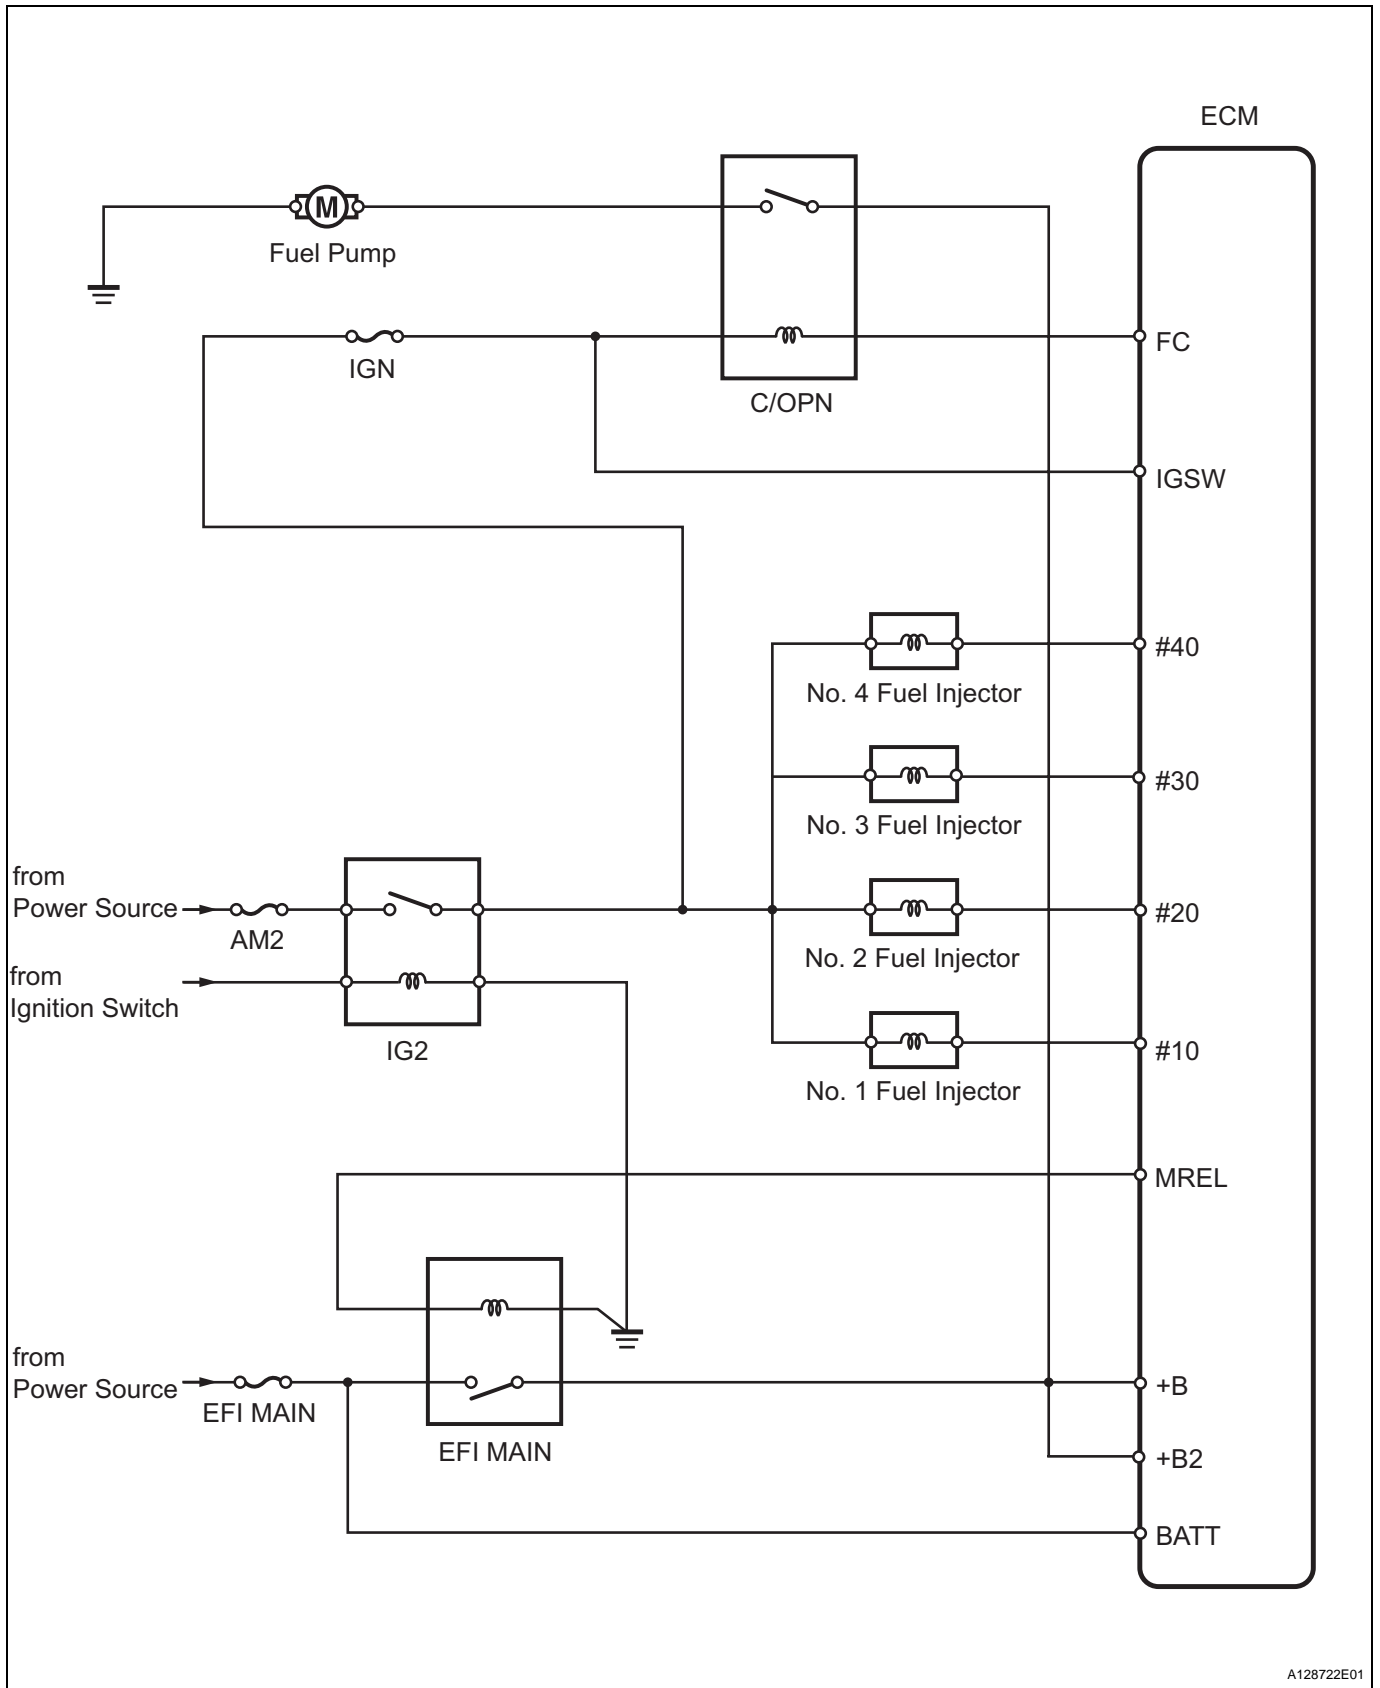 ECM
M
Fuel Pump
IGN
C/OPN
FC
IGSW
#40
No. 4 Fuel Injector
#30
No. 3 Fuel Injector
from
Power Source
AM2
#20
No. 2 Fuel Injector
from
Ignition Switch
IG2
#10
No. 1 Fuel Injector
MREL
from
Power Source
EFI MAIN
EFI MAIN
+B
+B2
BATT
A128722E01